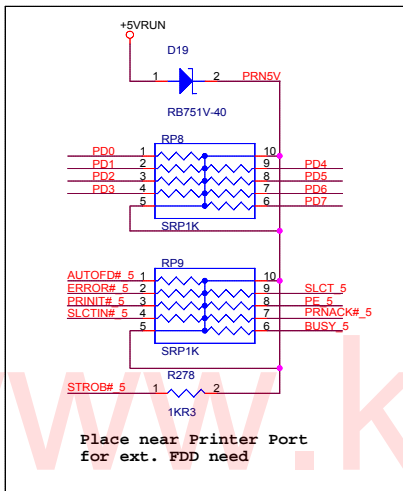 +5VRUN
D19
1 2 PRN5V
RB751V-40
RP8
PD0 1 10
PD1 2 9 PD4
PD2 3 8 PD5
PD3 4 7 PD6
5 6 PD7
SRP1K
RP9
AUTOFD#_5 1 10
ERROR#_5 2 9 SLCT_5
PRINIT#_5 3 8 PE_5
SLCTIN#_5 4 7 PRNACK#_5
5 6 BUSY_5
SRP1K
R278
STROB#_5 1 2
1KR3
Place near Printer Port
for ext. FDD need
www.k